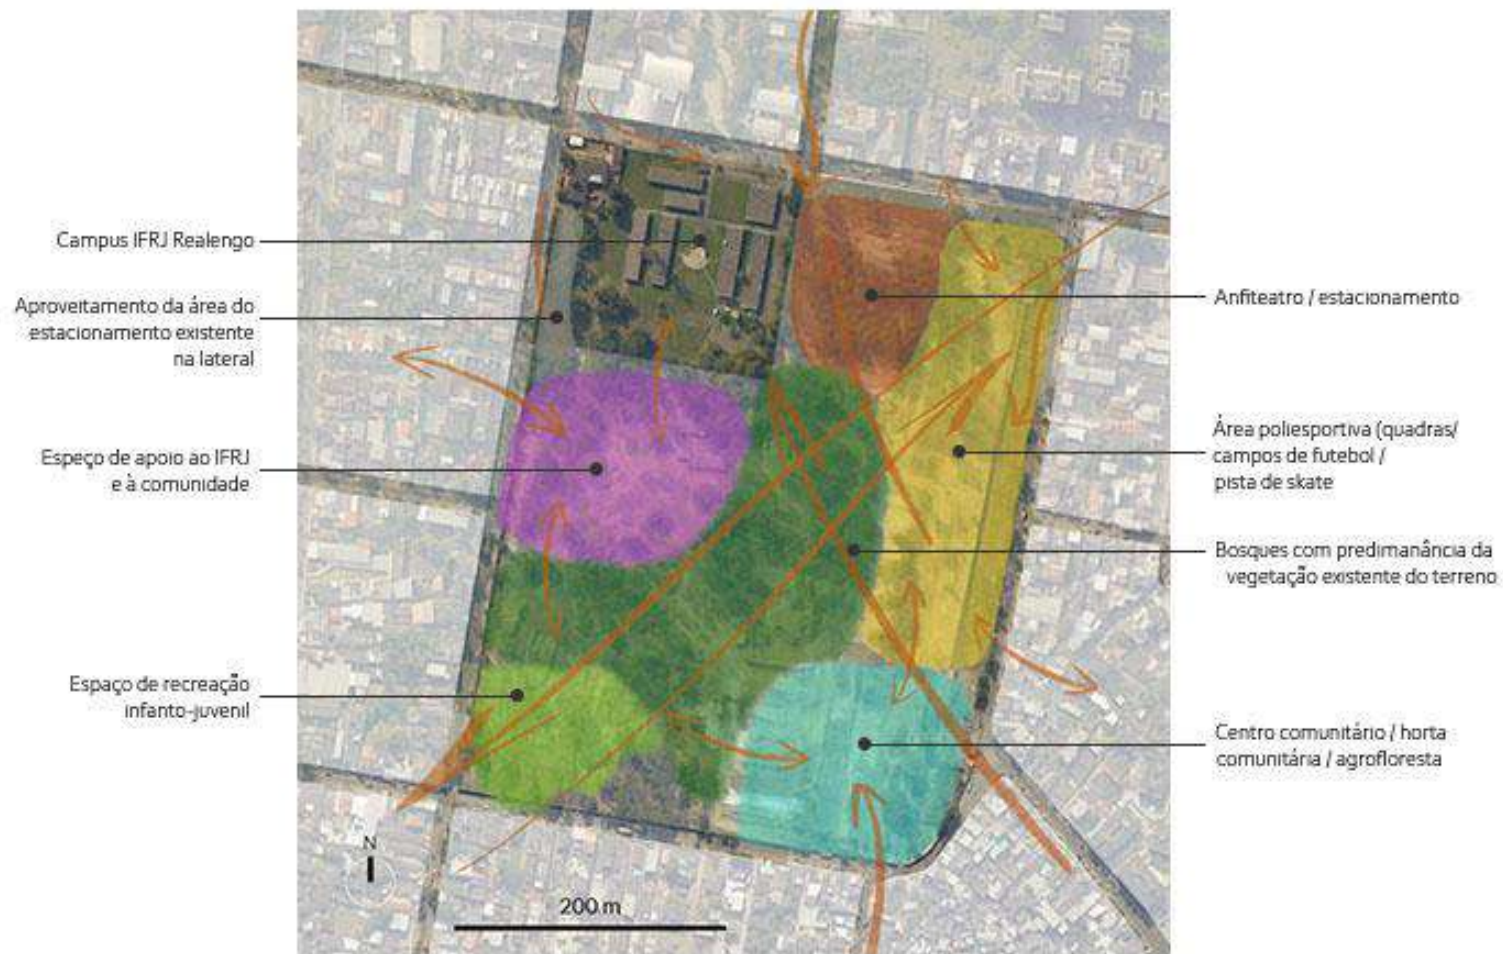 Campus IFRJ Realengo
Aproveitamento da área do
estacionamento existente
na lateral
Espeço de apoio ao IFRJ
e à comunidade
Espaço de recreação
infanto-juvenil
Anfiteatro / estacionamento
Área poliesportiva (quadras/
campos de futebol /
pista de skate
Bosques com predimanância da
vegetação existente do terreno
Centro comunitário / horta
comunitária / agrofloresta
N
200 m